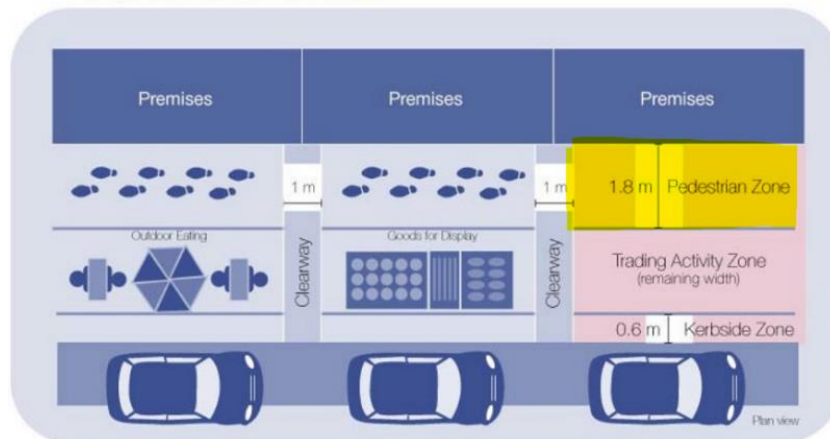 Premises
Premises
Premises
1 m
1 m
1.8 m
Pedestrian Zone
Outdoor Eating
Goods for Display
Clearway
Clearway
Trading Activity Zone
(remaining width)
0.6 m
Kerbside Zone
Plan view